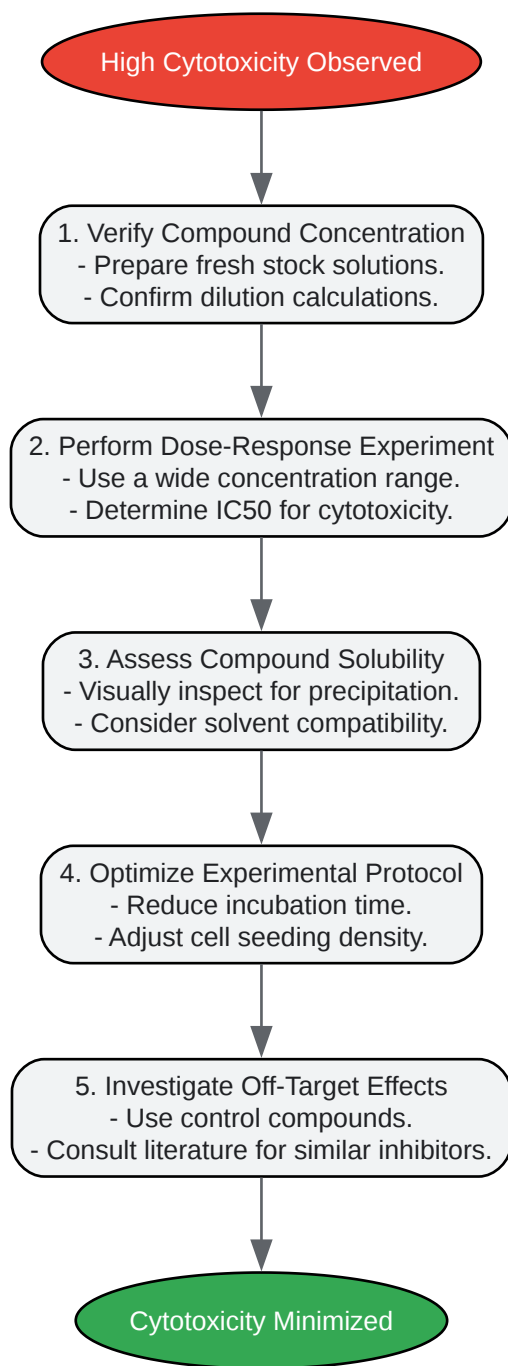 High Cytotoxicity Observed
1. Verify Compound Concentration
- Prepare fresh stock solutions.
- Confirm dilution calculations.
2. Perform Dose-Response Experiment
- Use a wide concentration range.
- Determine IC50 for cytotoxicity.
3. Assess Compound Solubility
- Visually inspect for precipitation.
- Consider solvent compatibility.
4. Optimize Experimental Protocol
- Reduce incubation time.
- Adjust cell seeding density.
5. Investigate Off-Target Effects
- Use control compounds.
- Consult literature for similar inhibitors.
Cytotoxicity Minimized